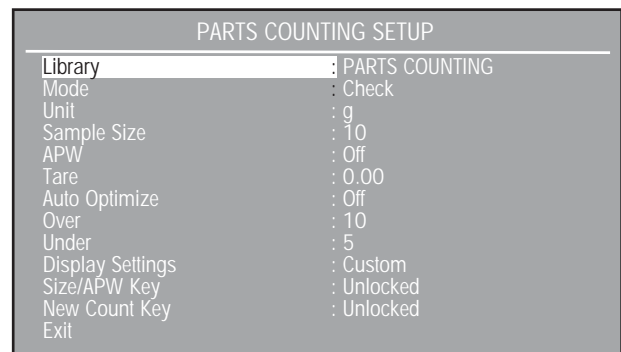 PARTS COUNTING SETUP
Library : PARTS COUNTING
Mode : Check
Unit : g
Sample Size : 10
APW : Off
Tare : 0.00
Auto Optimize : Off
Over : 10
Under : 5
Display Settings : Custom
Size/APW Key : Unlocked
New Count Key : Unlocked
Exit